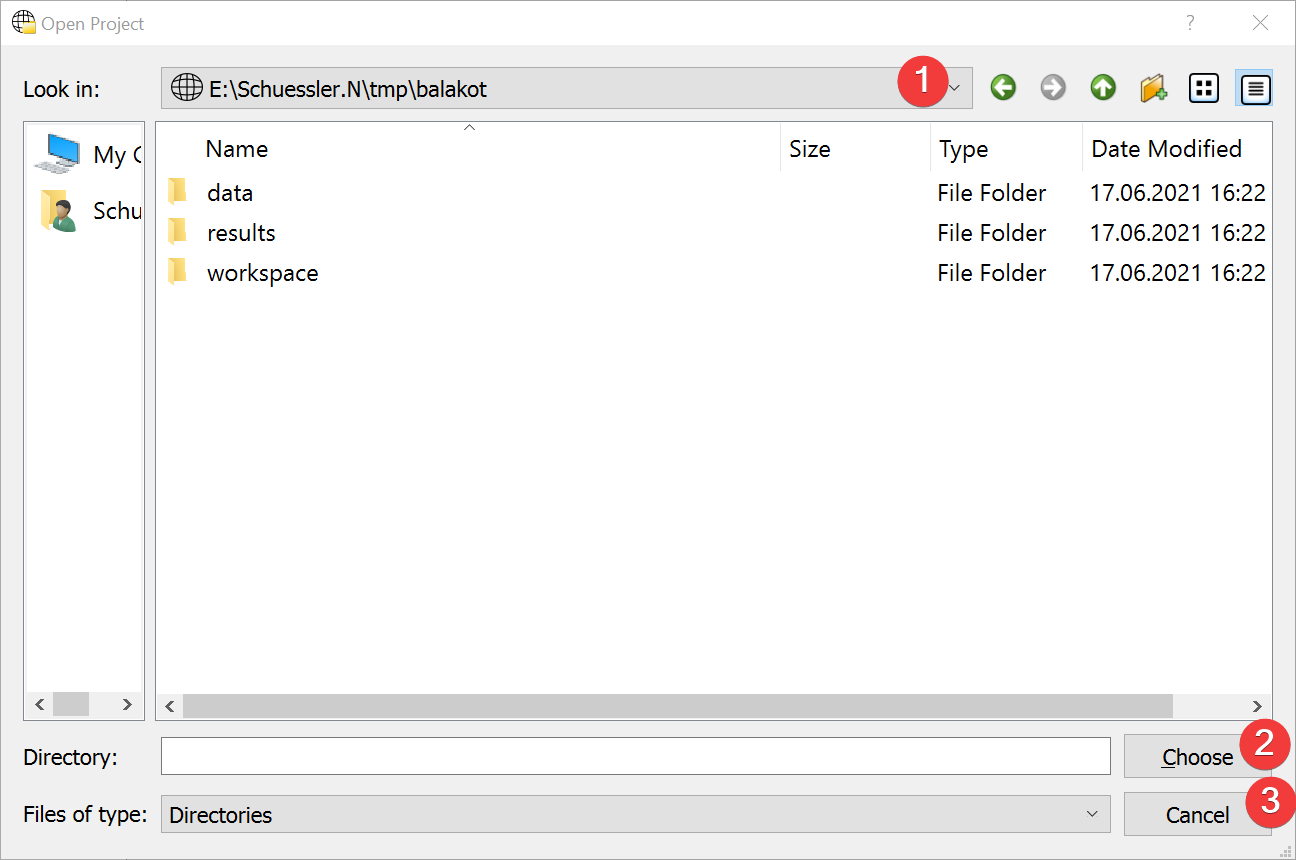 Open Project
?
Look in: E:\Schuessler.N\tmp\balakot 1
My C
Schu
Name Size Type Date Modified
data File Folder 17.06.2021 16:22
results File Folder 17.06.2021 16:22
workspace File Folder 17.06.2021 16:22
Directory: Choose 2
Files of type: Directories Cancel 3